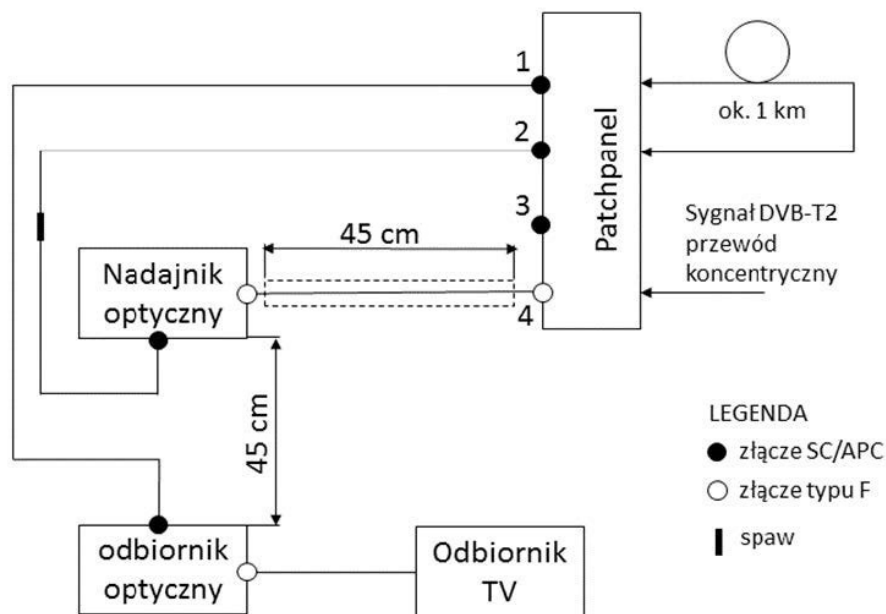 1
2
3
4
Patchpanel
ok. 1 km
Sygnał DVB-T2
przewód
koncentryczny
45 cm
Nadajnik
optyczny
45 cm
odbiornik
optyczny
Odbiornik
TV
LEGENDA
złącze SC/APC
złącze typu F
spaw